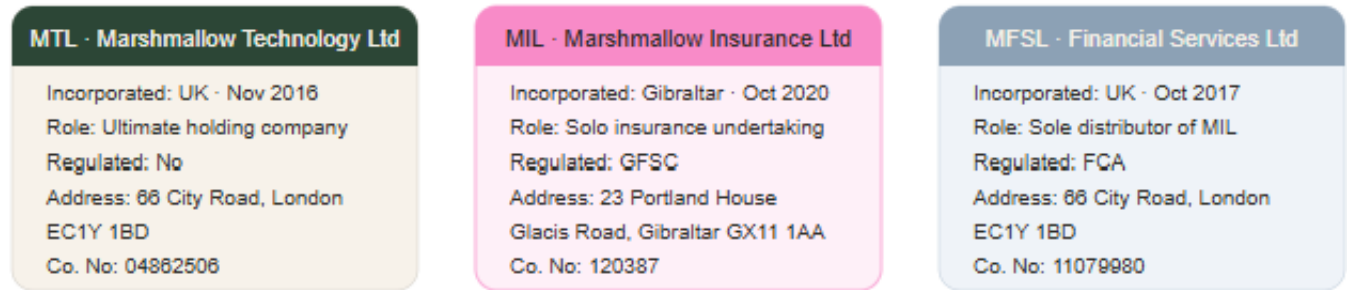 MTL · Marshmallow Technology Ltd
Incorporated: UK · Nov 2016
Role: Ultimate holding company
Regulated: No
Address: 66 City Road, London
EC1Y 1BD
Co. No: 04862506
MIL · Marshmallow Insurance Ltd
Incorporated: Gibraltar · Oct 2020
Role: Solo insurance undertaking
Regulated: GFSC
Address: 23 Portland House
Glacis Road, Gibraltar GX11 1AA
Co. No: 120387
MFSL · Financial Services Ltd
Incorporated: UK · Oct 2017
Role: Sole distributor of MIL
Regulated: FCA
Address: 66 City Road, London
EC1Y 1BD
Co. No: 11079980